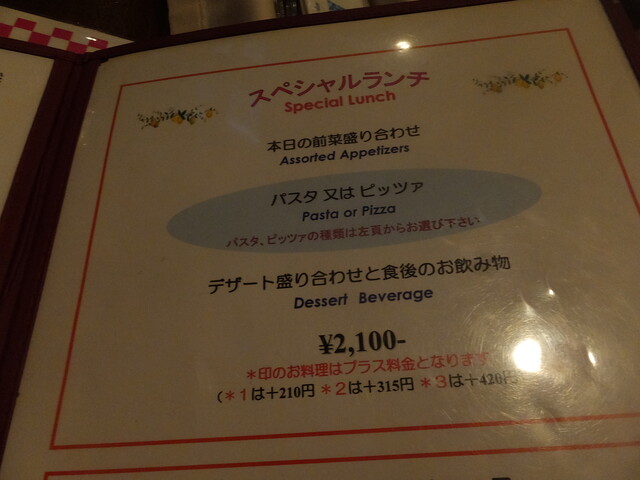 スペシャルランチ
Special Lunch
本日の前菜盛り合わせ
Assorted Appetizers
パスタ 又は ピッツァ
Pasta or Pizza
パスタ、ピッツァの種類は左頁からお選び下さい
デザート盛り合わせと食後のお飲み物
Dessert Beverage
¥2,100-
＊印のお料理はプラス料金となります
(＊1は＋210円 ＊2は＋315円 ＊3は＋420円